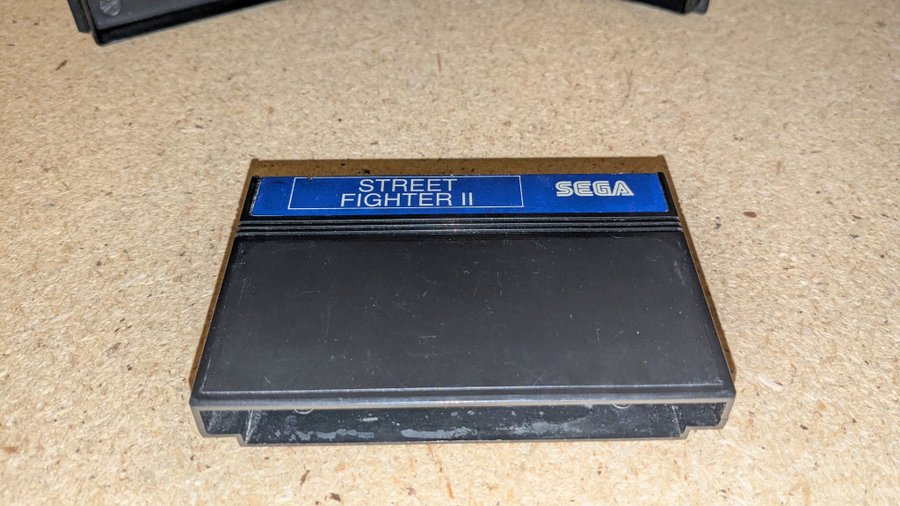 STREET
FIGHTER II
SEGA